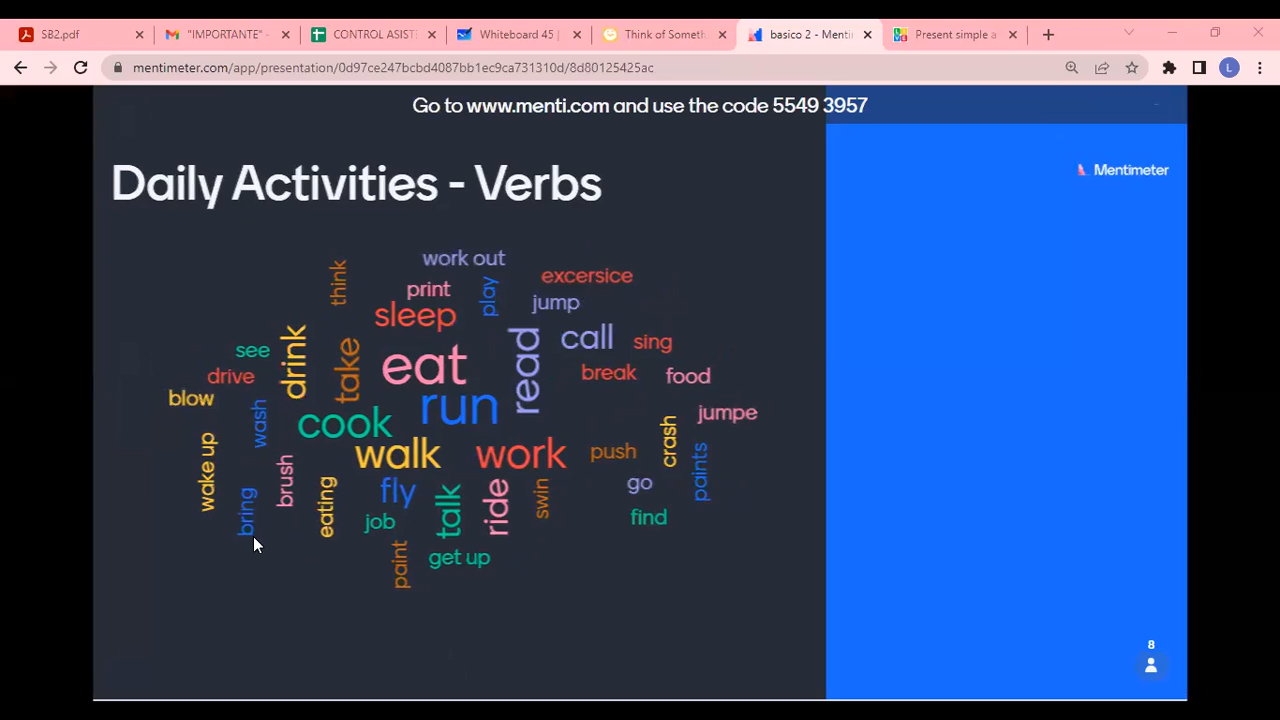 SB2.pdf
"IMPORTANTE" -
CONTROL ASIST
Whiteboard 45 |
Think of Someth
basico 2 - Menti
Present simple a
mentimeter.com/app/presentation/0d97ce247bcbd4087bb1ec9ca731310d/8d80125425ac
L
Go to www.menti.com and use the code 5549 3957
Mentimeter
Daily Activities - Verbs
work out
think
excersice
print
play
jump
sleep
drink
read
call
sing
see
take
eat
break
food
drive
blow
wash
run
jumpe
cook
crash
wake up
walk
work
push
paints
brush
bring
eating
fly
talk
ride
swin
go
job
find
paint
get up
8